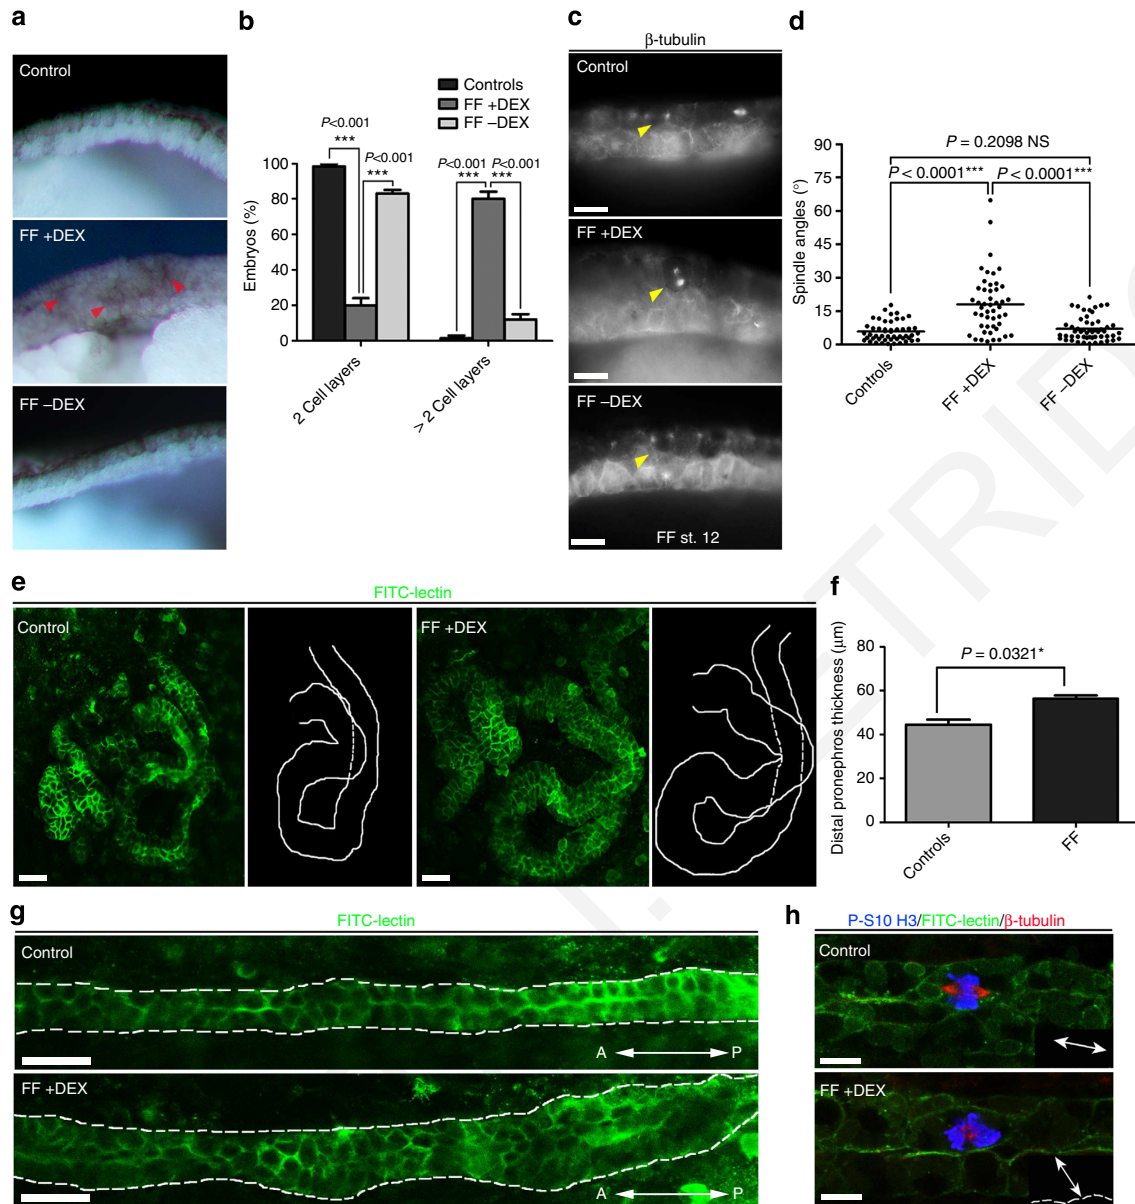 a
Control
FF +DEX
FF –DEX
b
Controls
FF +DEX
FF –DEX
P<0.001
***
P<0.001
***
P<0.001 P<0.001
*** ***
Embryos (%)
100
80
60
40
20
0
2 Cell layers
> 2 Cell layers
c
β-tubulin
Control
FF +DEX
FF –DEX
FF st. 12
d
P = 0.2098 NS
P < 0.0001*** P < 0.0001***
Spindle angles (°)
90
75
60
45
30
15
0
Controls
FF +DEX
FF –DEX
e
FITC-lectin
Control
FF +DEX
f
P = 0.0321*
Distal pronephros thickness (μm)
80
60
40
20
0
Controls
FF
g
FITC-lectin
Control
A P
FF +DEX
A P
h
P-S10 H3/FITC-lectin/β-tubulin
Control
FF +DEX